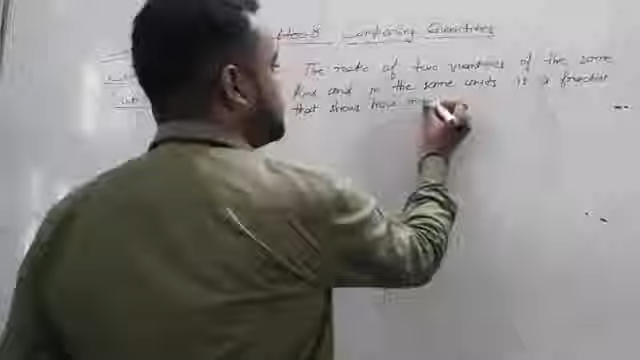 Comparing Quantities
The ratio of two quantities of the same
kind and in the same units is a fraction
that shows how